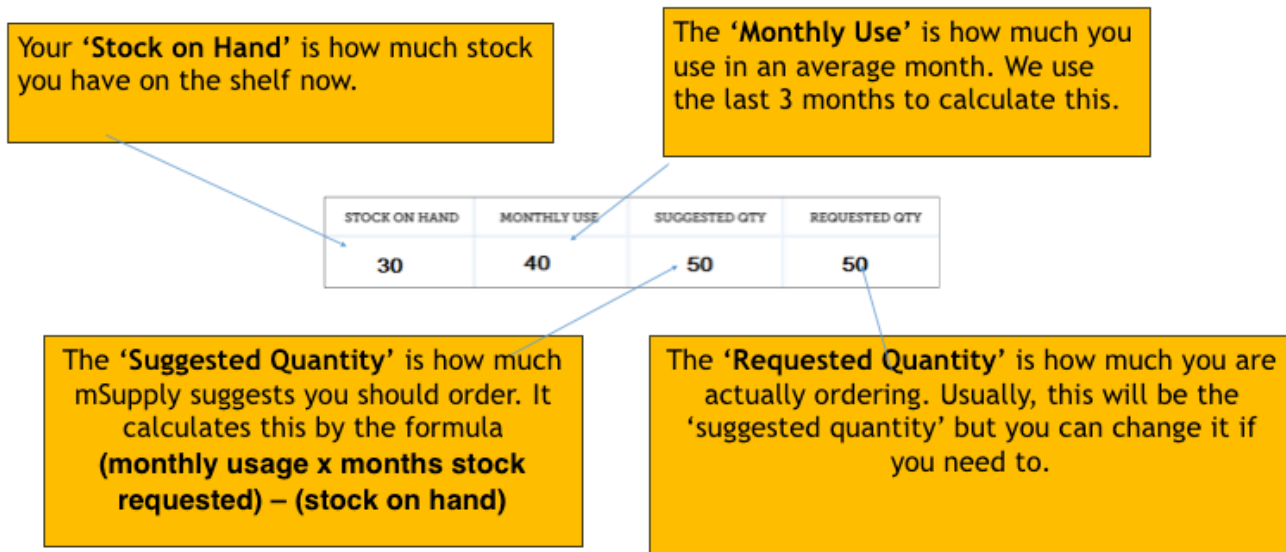 Your ‘Stock on Hand’ is how much stock
you have on the shelf now.
The ‘Monthly Use’ is how much you
use in an average month. We use
the last 3 months to calculate this.
STOCK ON HAND MONTHLY USE SUGGESTED QTY REQUESTED QTY
30 40 50 50
The ‘Suggested Quantity’ is how much
mSupply suggests you should order. It
calculates this by the formula
(monthly usage x months stock
requested) – (stock on hand)
The ‘Requested Quantity’ is how much you are
actually ordering. Usually, this will be the
‘suggested quantity’ but you can change it if
you need to.